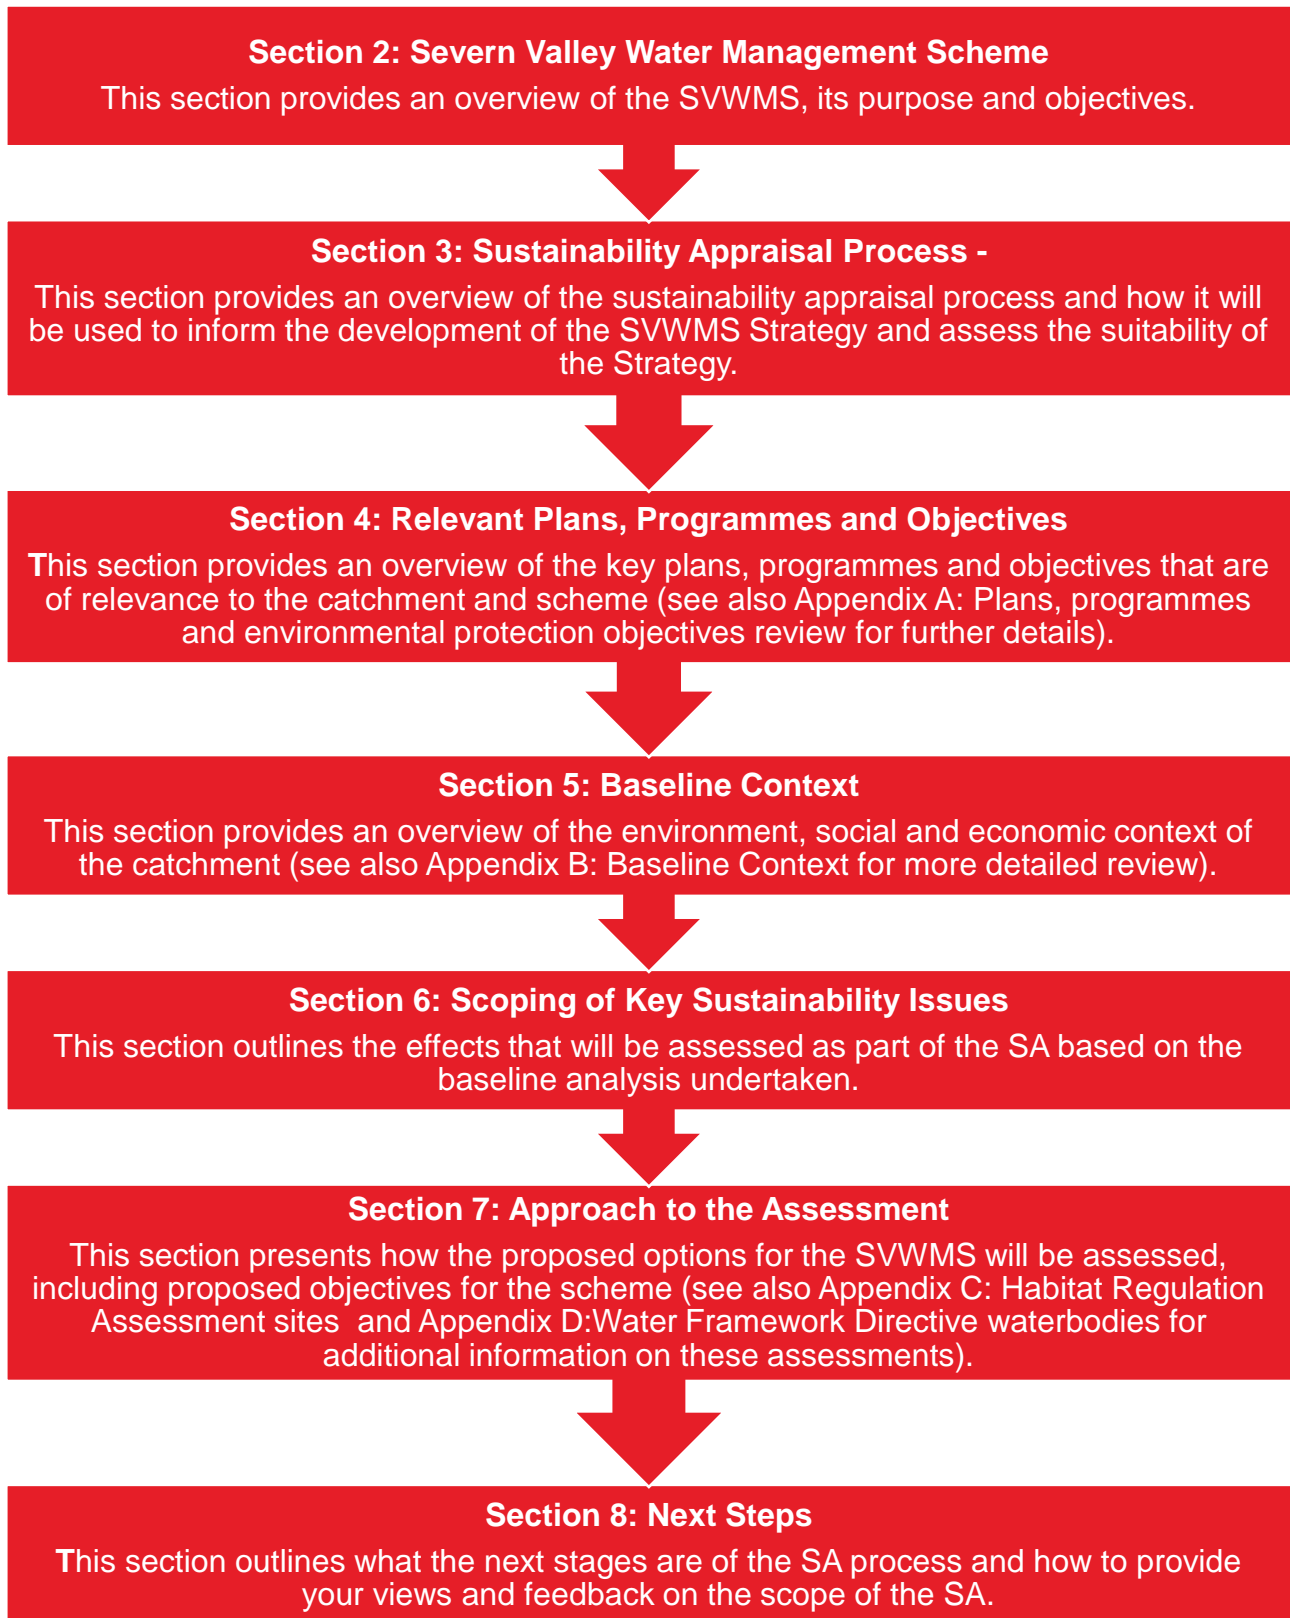 Section 2: Severn Valley Water Management Scheme
This section provides an overview of the SVWMS, its purpose and objectives.
Section 3: Sustainability Appraisal Process -
This section provides an overview of the sustainability appraisal process and how it will
be used to inform the development of the SVWMS Strategy and assess the suitability of
the Strategy.
Section 4: Relevant Plans, Programmes and Objectives
This section provides an overview of the key plans, programmes and objectives that are
of relevance to the catchment and scheme (see also Appendix A: Plans, programmes
and environmental protection objectives review for further details).
Section 5: Baseline Context
This section provides an overview of the environment, social and economic context of
the catchment (see also Appendix B: Baseline Context for more detailed review).
Section 6: Scoping of Key Sustainability Issues
This section outlines the effects that will be assessed as part of the SA based on the
baseline analysis undertaken.
Section 7: Approach to the Assessment
This section presents how the proposed options for the SVWMS will be assessed,
including proposed objectives for the scheme (see also Appendix C: Habitat Regulation
Assessment sites  and Appendix D:Water Framework Directive waterbodies for
additional information on these assessments).
Section 8: Next Steps
This section outlines what the next stages are of the SA process and how to provide
your views and feedback on the scope of the SA.